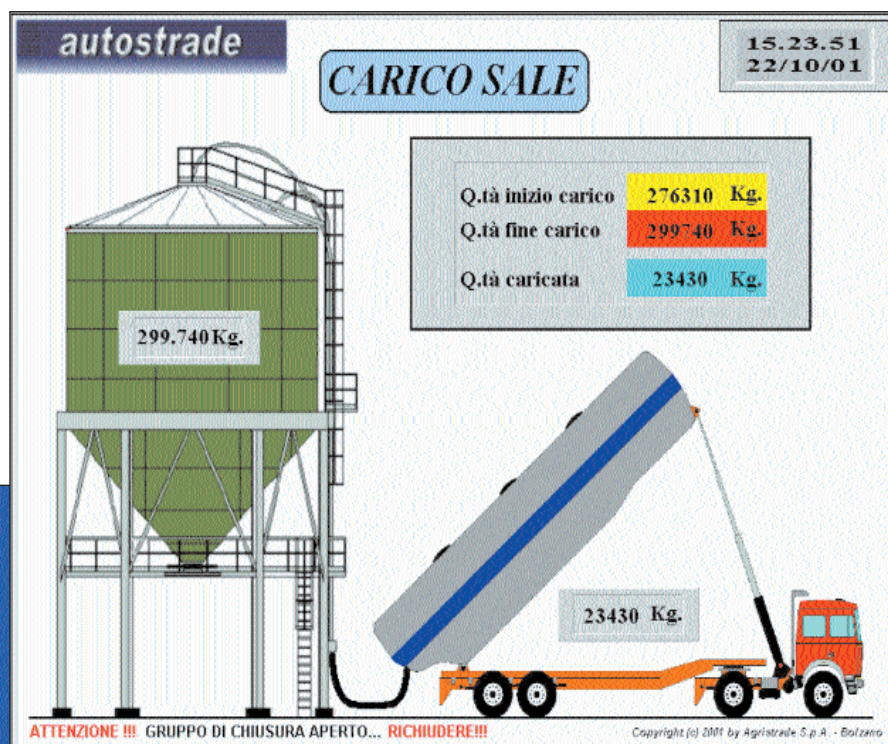 autostrade
CARICO SALE
15.23.51
22/10/01
Q.tà inizio carico 276310 Kg.
Q.tà fine carico 299740 Kg.
Q.tà caricata 23430 Kg.
299.740 Kg.
23430 Kg.
ATTENZIONE !!! GRUPPO DI CHIUSURA APERTO... RICHIUDERE!!!
Copyright (c) 2001 by Agristrade S.p.A. - Bolzano